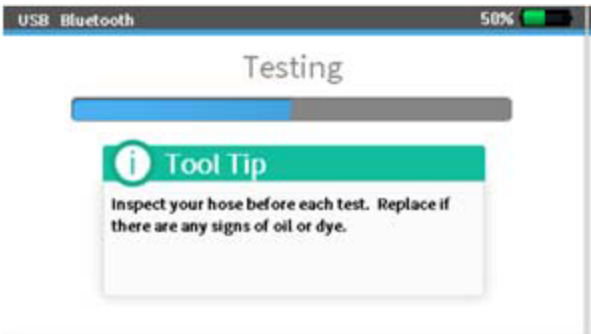 USB Bluetooth 50%
Testing
i Tool Tip
Inspect your hose before each test. Replace if
there are any signs of oil or dye.